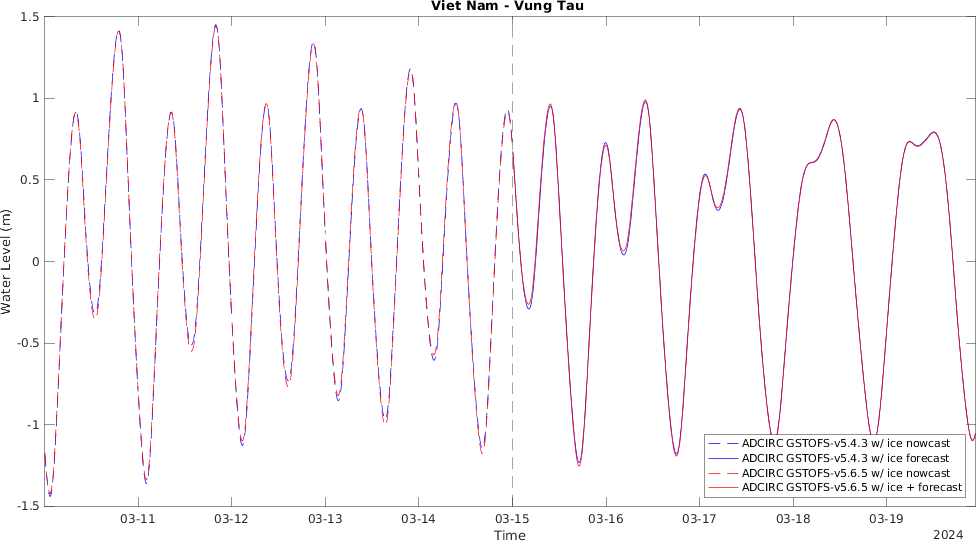 Viet Nam - Vung Tau
1.5
1
0.5
0
-0.5
-1
-1.5
Water Level (m)
03-11
03-12
03-13
03-14
03-15
03-16
03-17
03-18
03-19
Time
2024
ADCIRC GSTOFS-v5.4.3 w/ ice nowcast
ADCIRC GSTOFS-v5.4.3 w/ ice forecast
ADCIRC GSTOFS-v5.6.5 w/ ice nowcast
ADCIRC GSTOFS-v5.6.5 w/ ice + forecast